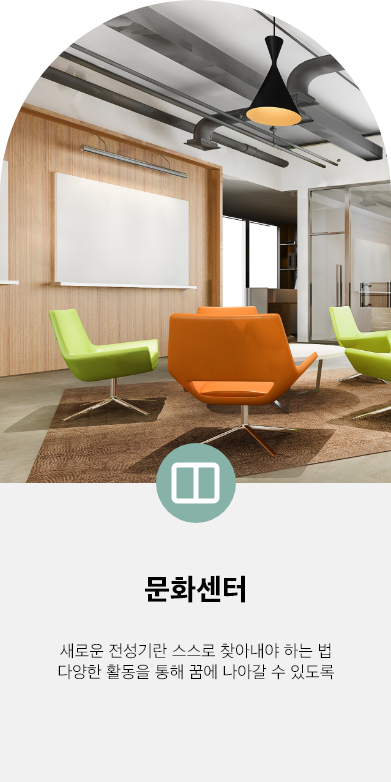 문화센터
새로운 전성기란 스스로 찾아내야 하는 법
다양한 활동을 통해 꿈에 나아갈 수 있도록